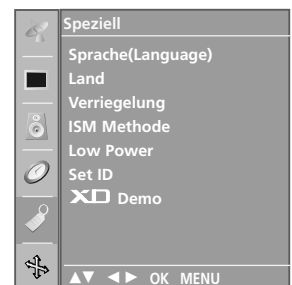 Speziell
Sprache(Language)
Land
Verriegelung
ISM Methode
Low Power
Set ID
XD Demo
▲▼ ◄► OK MENU